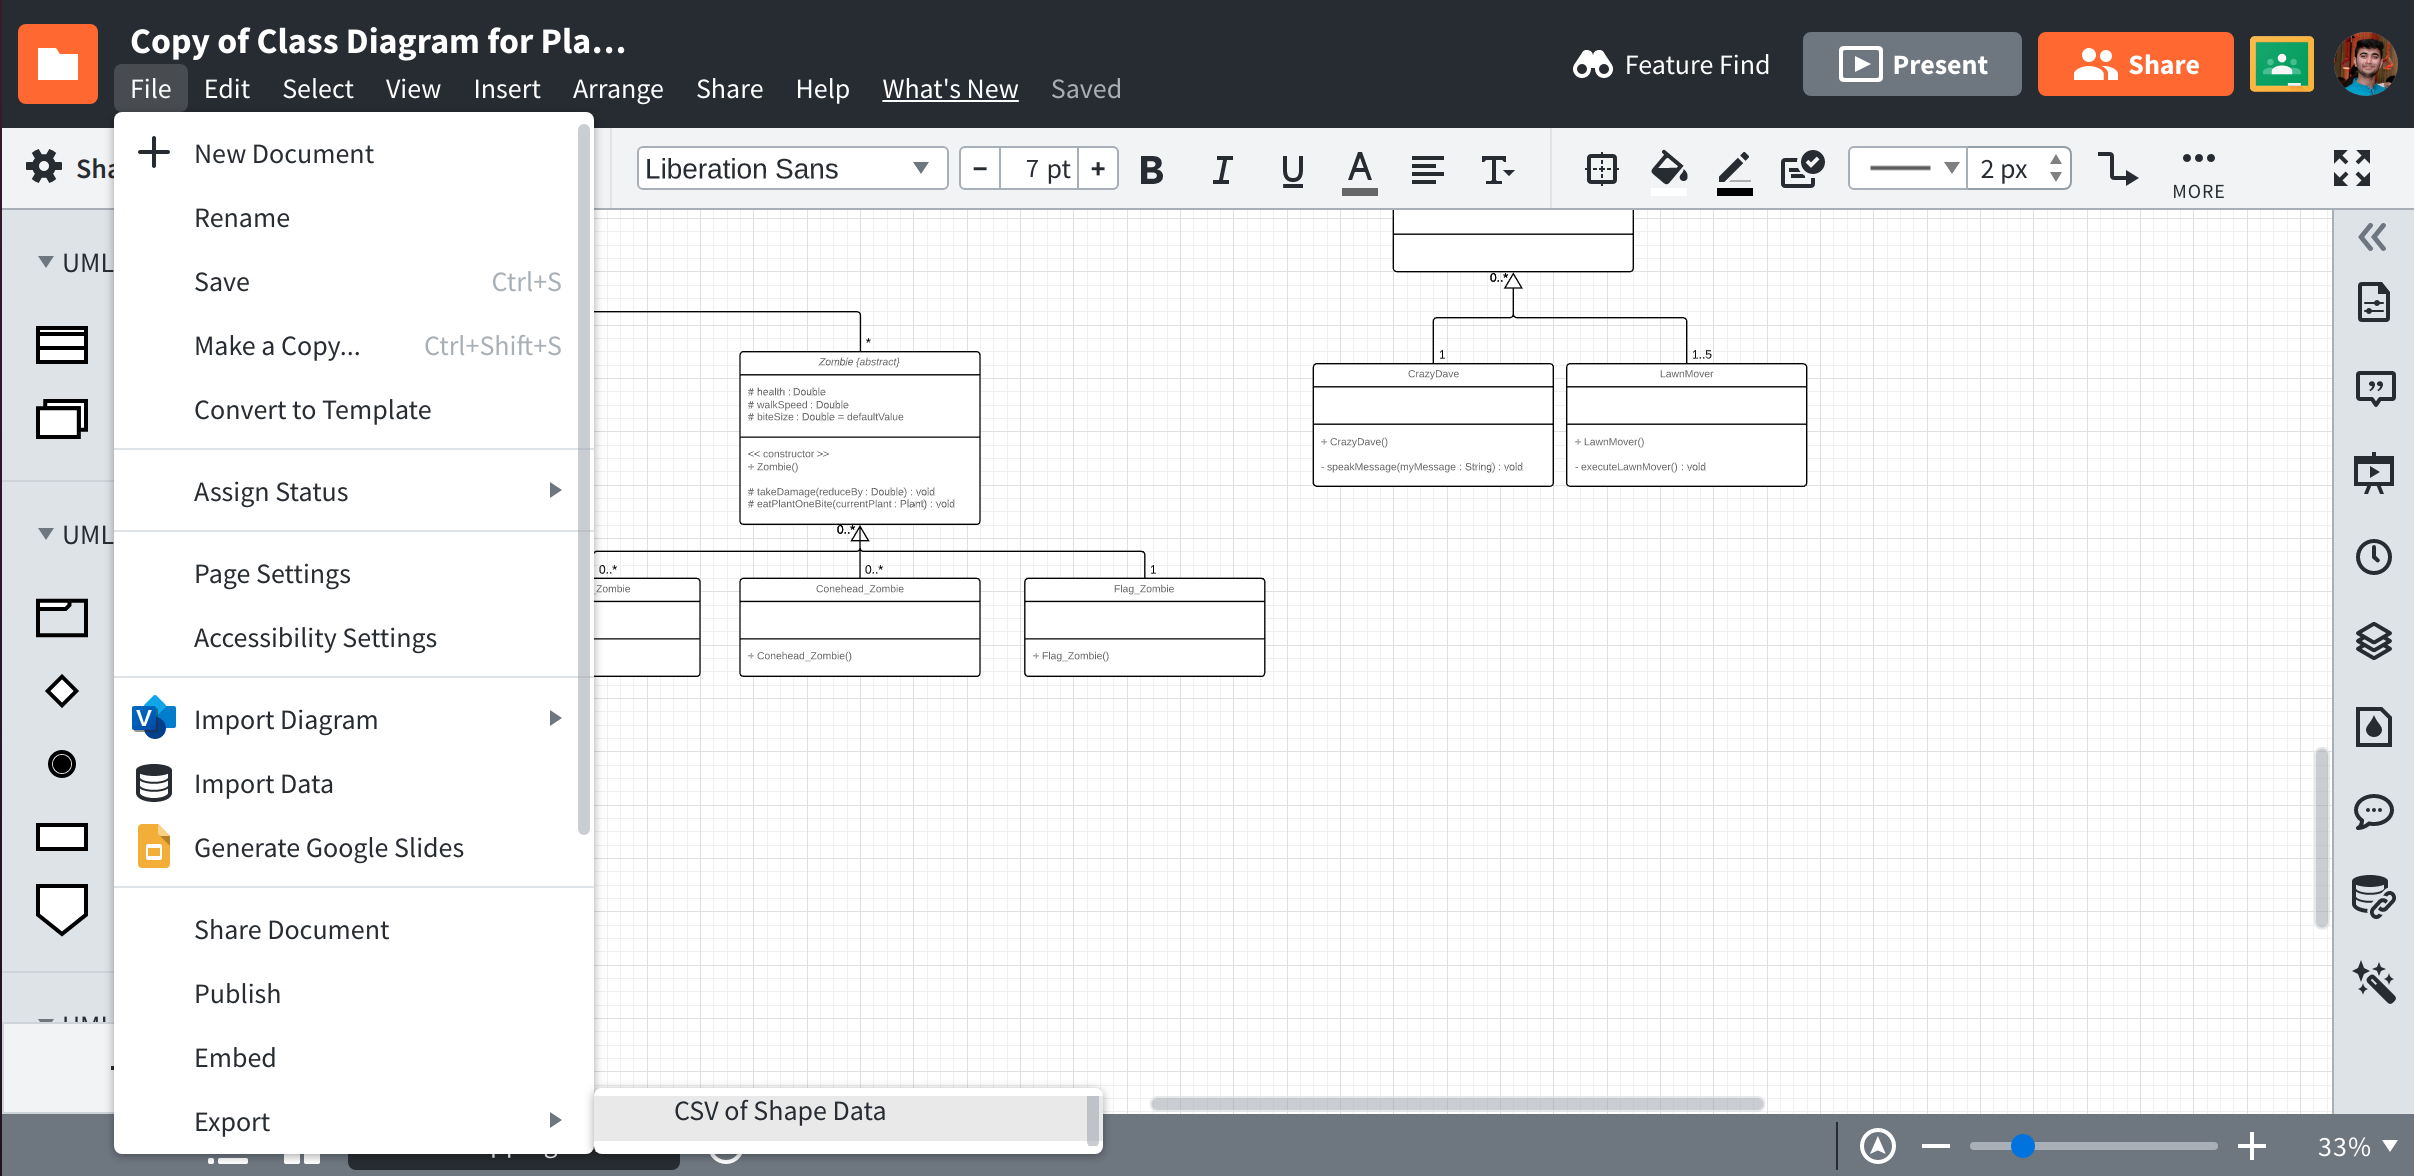 Copy of Class Diagram for Pla...
File Edit Select View Insert Arrange Share Help What's New Saved
Feature Find
Present
Share
New Document
Rename
Save Ctrl+S
Make a Copy... Ctrl+Shift+S
Convert to Template
Assign Status
Page Settings
Accessibility Settings
Import Diagram
Import Data
Generate Google Slides
Share Document
Publish
Embed
Export
CSV of Shape Data
Sha
Liberation Sans
- 7 pt +
B I U A T
2 px
MORE
UML
UML
0..*
1
1..5
CrazyDave
+ CrazyDave()
- speakMessage(myMessage : String) : void
LawnMover
+ LawnMover()
- executeLawnMover() : void
*
Zombie {abstract}
# health : Double
# walkSpeed : Double
# biteSize : Double = defaultValue
<< constructor >>
+ Zombie()
# takeDamage(reduceBy : Double) : void
# eatPlantOneBite(currentPlant : Plant) : void
0..*
0..*
0..*
1
Zombie
Conehead_Zombie
+ Conehead_Zombie()
Flag_Zombie
+ Flag_Zombie()
33%